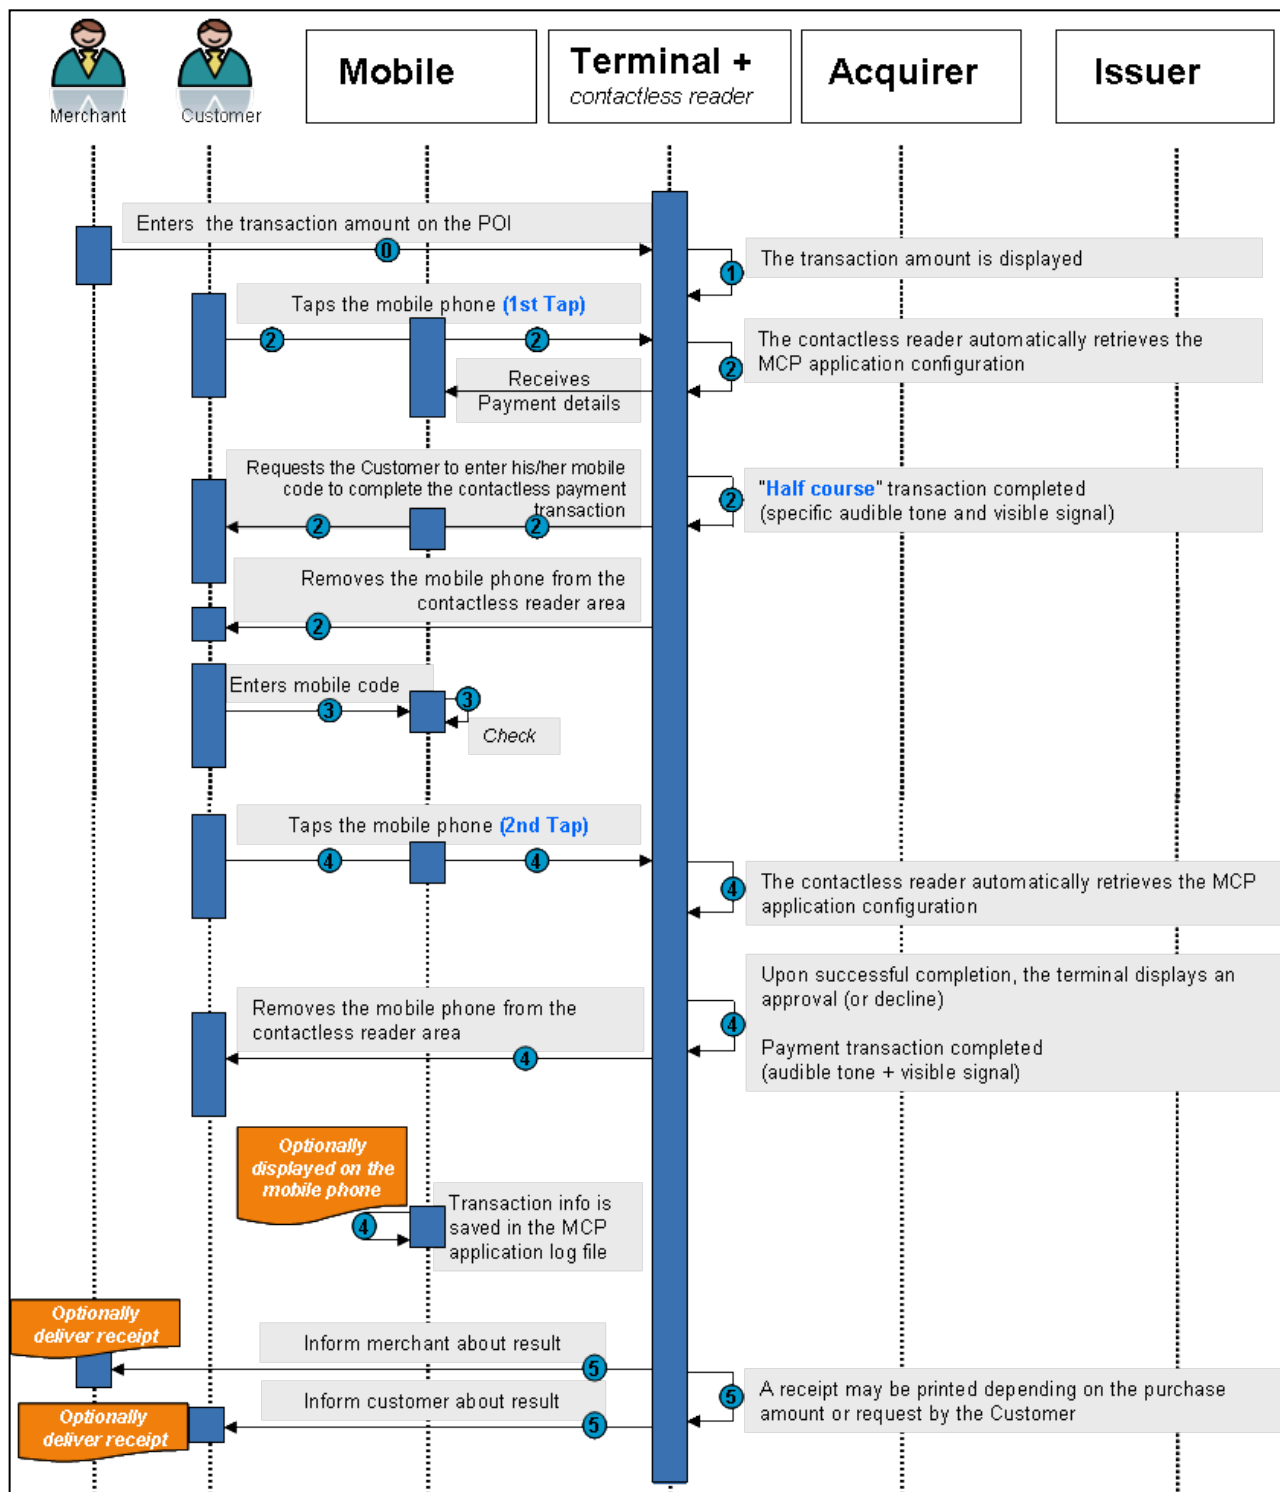 Merchant
Customer
Mobile
Terminal +
contactless reader
Acquirer
Issuer
Enters the transaction amount on the POI
0
1
The transaction amount is displayed
Taps the mobile phone (1st Tap)
2
2
2
The contactless reader automatically retrieves the
MCP application configuration
Receives
Payment details
Requests the Customer to enter his/her mobile
code to complete the contactless payment
transaction
2
2
2
"Half course" transaction completed
(specific audible tone and visible signal)
Removes the mobile phone from the
contactless reader area
2
Enters mobile code
3
3
Check
Taps the mobile phone (2nd Tap)
4
4
4
The contactless reader automatically retrieves the MCP
application configuration
Removes the mobile phone from the
contactless reader area
4
4
Upon successful completion, the terminal displays an
approval (or decline)
Payment transaction completed
(audible tone + visible signal)
Optionally
displayed on the
mobile phone
4
Transaction info is
saved in the MCP
application log file
Optionally
deliver receipt
Inform merchant about result
5
Optionally
deliver receipt
Inform customer about result
5
5
A receipt may be printed depending on the purchase
amount or request by the Customer